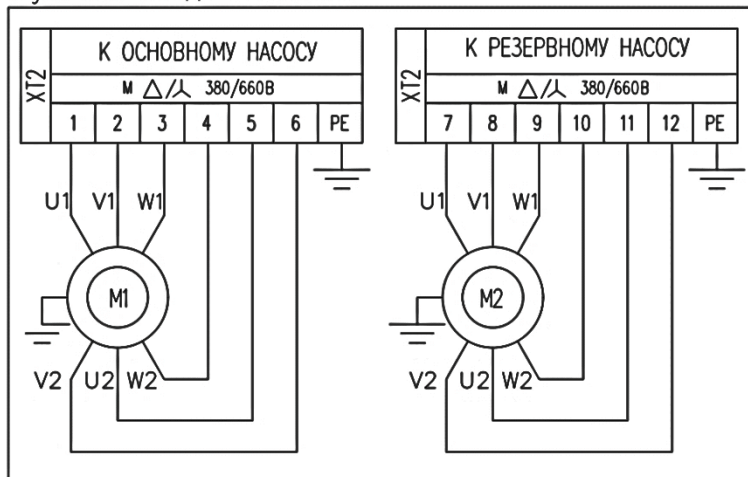 К ОСНОВНОМУ НАСОСУ
XT2
М △/Y 380/660В
1 2 3 4 5 6 PE
U1 V1 W1
M1
V2 U2 W2
К РЕЗЕРВНОМУ НАСОСУ
XT2
М △/Y 380/660В
7 8 9 10 11 12 PE
U1 V1 W1
M2
V2 U2 W2